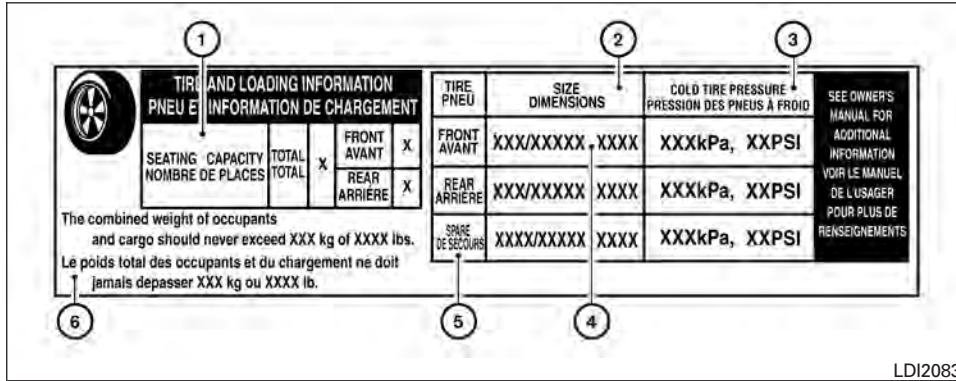 1
2
3
TIRE AND LOADING INFORMATION
PNEU ET INFORMATION DE CHARGEMENT
SEATING CAPACITY
NOMBRE DE PLACES
TOTAL
TOTAL
X
FRONT
AVANT
X
REAR
ARRIÈRE
X
The combined weight of occupants
and cargo should never exceed XXX kg of XXXX lbs.
Le poids total des occupants et du chargement ne doit
jamais depasser XXX kg ou XXXX lb.
TIRE
PNEU
SIZE
DIMENSIONS
COLD TIRE PRESSURE
PRESSION DES PNEUS À FROID
FRONT
AVANT
XXX/XXXXX XXXX
XXXkPa, XXPSI
REAR
ARRIÈRE
XXX/XXXXX XXXX
XXXkPa, XXPSI
SPARE
DE SECOURS
XXXX/XXXXX XXXX
XXXkPa, XXPSI
SEE OWNER'S
MANUAL FOR
ADDITIONAL
INFORMATION
VOIR LE MANUEL
DE L'USAGER
POUR PLUS DE
RENSEIGNEMENTS
6
5
4
LDI2083